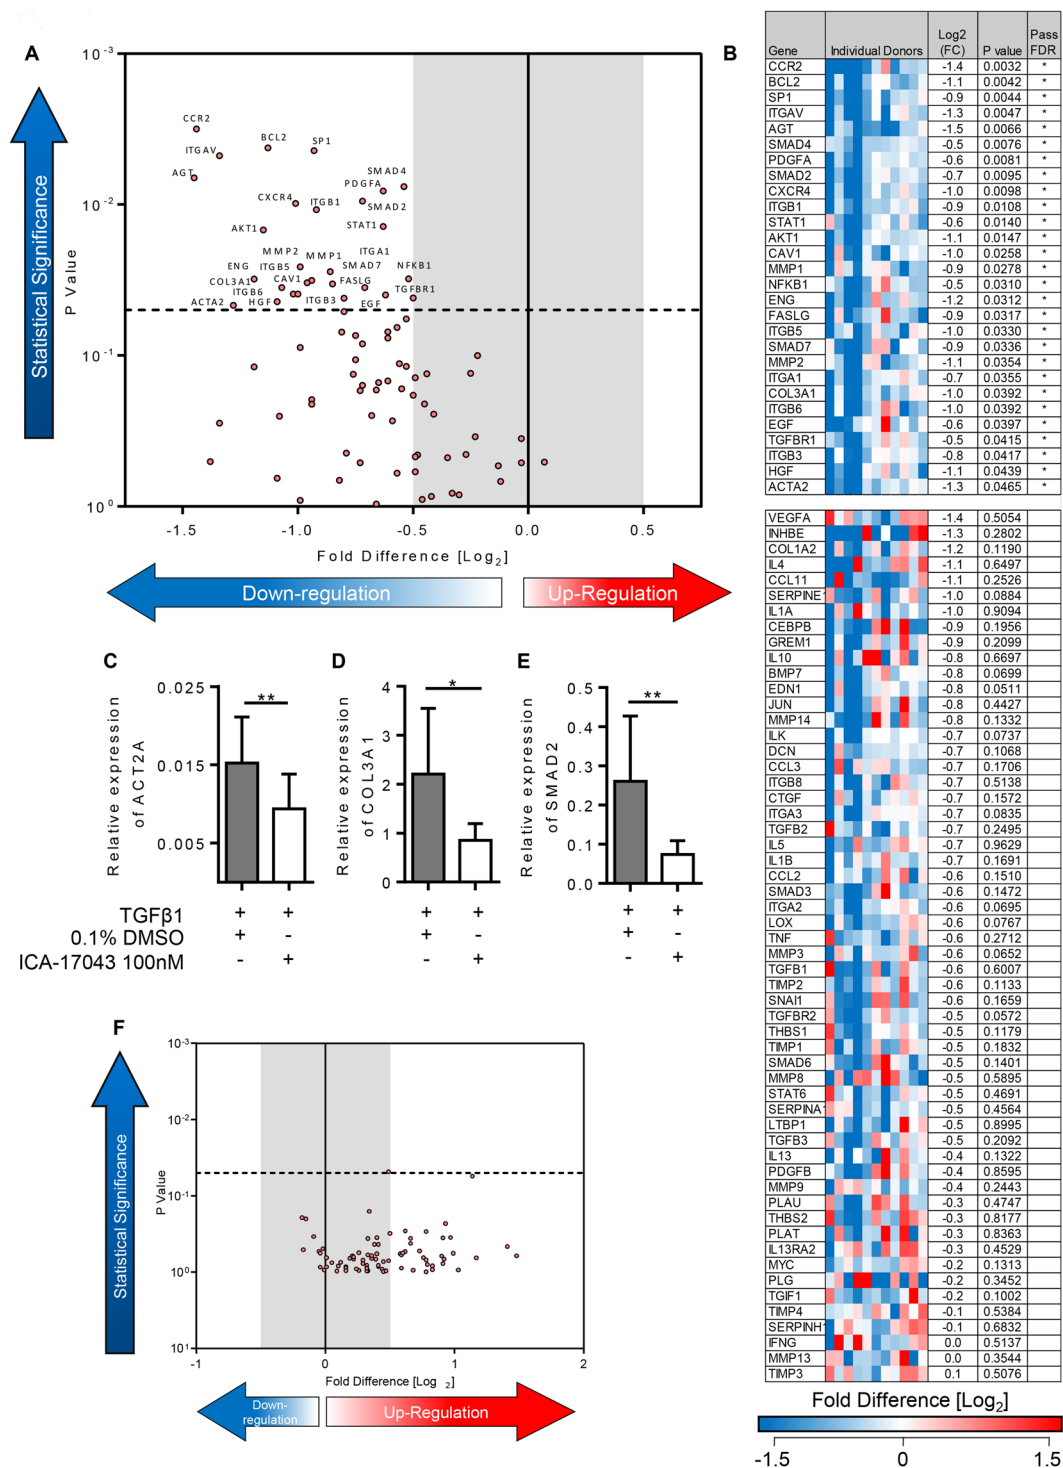 A
Statistical Significance
P Value
10⁻³
10⁻²
10⁻¹
10⁰
CCR2
BCL2
SP1
ITGAV
AGT
SMAD4
PDGFA
SMAD2
CXCR4
ITGB1
STAT1
AKT1
MMP2
MMP1
ITGA1
ENG
ITGB5
SMAD7
NFKB1
COL3A1
CAV1
FASLG
ITGB6
TGFBR1
ACTA2
HGF
ITGB3
EGF
-1.5
-1.0
-0.5
0.0
0.5
Fold Difference [Log₂]
Down-regulation
Up-Regulation
B
Gene Individual Donors Log2 (FC) P value Pass FDR
CCR2 -1.4 0.0032 *
BCL2 -1.1 0.0042 *
SP1 -0.9 0.0044 *
ITGAV -1.3 0.0047 *
AGT -1.5 0.0066 *
SMAD4 -0.5 0.0076 *
PDGFA -0.6 0.0081 *
SMAD2 -0.7 0.0095 *
CXCR4 -1.0 0.0098 *
ITGB1 -0.9 0.0108 *
STAT1 -0.6 0.0140 *
AKT1 -1.1 0.0147 *
CAV1 -1.0 0.0258 *
MMP1 -0.9 0.0278 *
NFKB1 -0.5 0.0310 *
ENG -1.2 0.0312 *
FASLG -0.9 0.0317 *
ITGB5 -1.0 0.0330 *
SMAD7 -0.9 0.0336 *
MMP2 -1.1 0.0354 *
ITGA1 -0.7 0.0355 *
COL3A1 -1.0 0.0392 *
ITGB6 -1.0 0.0392 *
EGF -0.6 0.0397 *
TGFBR1 -0.5 0.0415 *
ITGB3 -0.8 0.0417 *
HGF -1.1 0.0439 *
ACTA2 -1.3 0.0465 *
VEGFA -1.4 0.5054
INHBE -1.3 0.2802
COL1A2 -1.2 0.1190
IL4 -1.1 0.6497
CCL11 -1.1 0.2526
SERPINE1 -1.0 0.0884
IL1A -1.0 0.9094
CEBPB -0.9 0.1956
GREM1 -0.9 0.2099
IL10 -0.8 0.6697
BMP7 -0.8 0.0699
EDN1 -0.8 0.0511
JUN -0.8 0.4427
MMP14 -0.8 0.1332
ILK -0.7 0.0737
DCN -0.7 0.1068
CCL3 -0.7 0.1706
ITGB8 -0.7 0.5138
CTGF -0.7 0.1572
ITGA3 -0.7 0.0835
TGFB2 -0.7 0.2495
IL5 -0.7 0.9629
IL1B -0.7 0.1691
CCL2 -0.6 0.1510
SMAD3 -0.6 0.1472
ITGA2 -0.6 0.0695
LOX -0.6 0.0767
TNF -0.6 0.2712
MMP3 -0.6 0.0652
TGFB1 -0.6 0.6007
TIMP2 -0.6 0.1133
SNAI1 -0.6 0.1659
TGFBR2 -0.5 0.0572
THBS1 -0.5 0.1179
TIMP1 -0.5 0.1832
SMAD6 -0.5 0.1401
MMP8 -0.5 0.5895
STAT6 -0.5 0.4691
SERPINA1 -0.5 0.4564
LTBP1 -0.5 0.8995
TGFB3 -0.5 0.2092
IL13 -0.4 0.1322
PDGFB -0.4 0.8595
MMP9 -0.4 0.2443
PLAU -0.3 0.4747
THBS2 -0.3 0.8177
PLAT -0.3 0.8363
IL13RA2 -0.3 0.4529
MYC -0.2 0.1313
PLG -0.2 0.3452
TGIF1 -0.2 0.1002
TIMP4 -0.1 0.5384
SERPINH1 -0.1 0.6832
IFNG 0.0 0.5137
MMP13 0.0 0.3544
TIMP3 0.1 0.5076
Fold Difference [Log₂]
-1.5 0 1.5
C
Relative expression
of ACT2A
0.025
0.015
0.005
**
D
Relative expression
of COL3A1
4
3
2
1
0
*
E
Relative expression
of SMAD2
0.5
0.4
0.3
0.2
0.1
0.0
**
TGFβ1 + + + + + +
0.1% DMSO + - + - + -
ICA-17043 100nM - + - + - +
F
Statistical Significance
P Value
10⁻³
10⁻²
10⁻¹
10⁰
10¹
-1 0 1 2
Fold Difference [Log ₂]
Down-
regulation
Up-Regulation